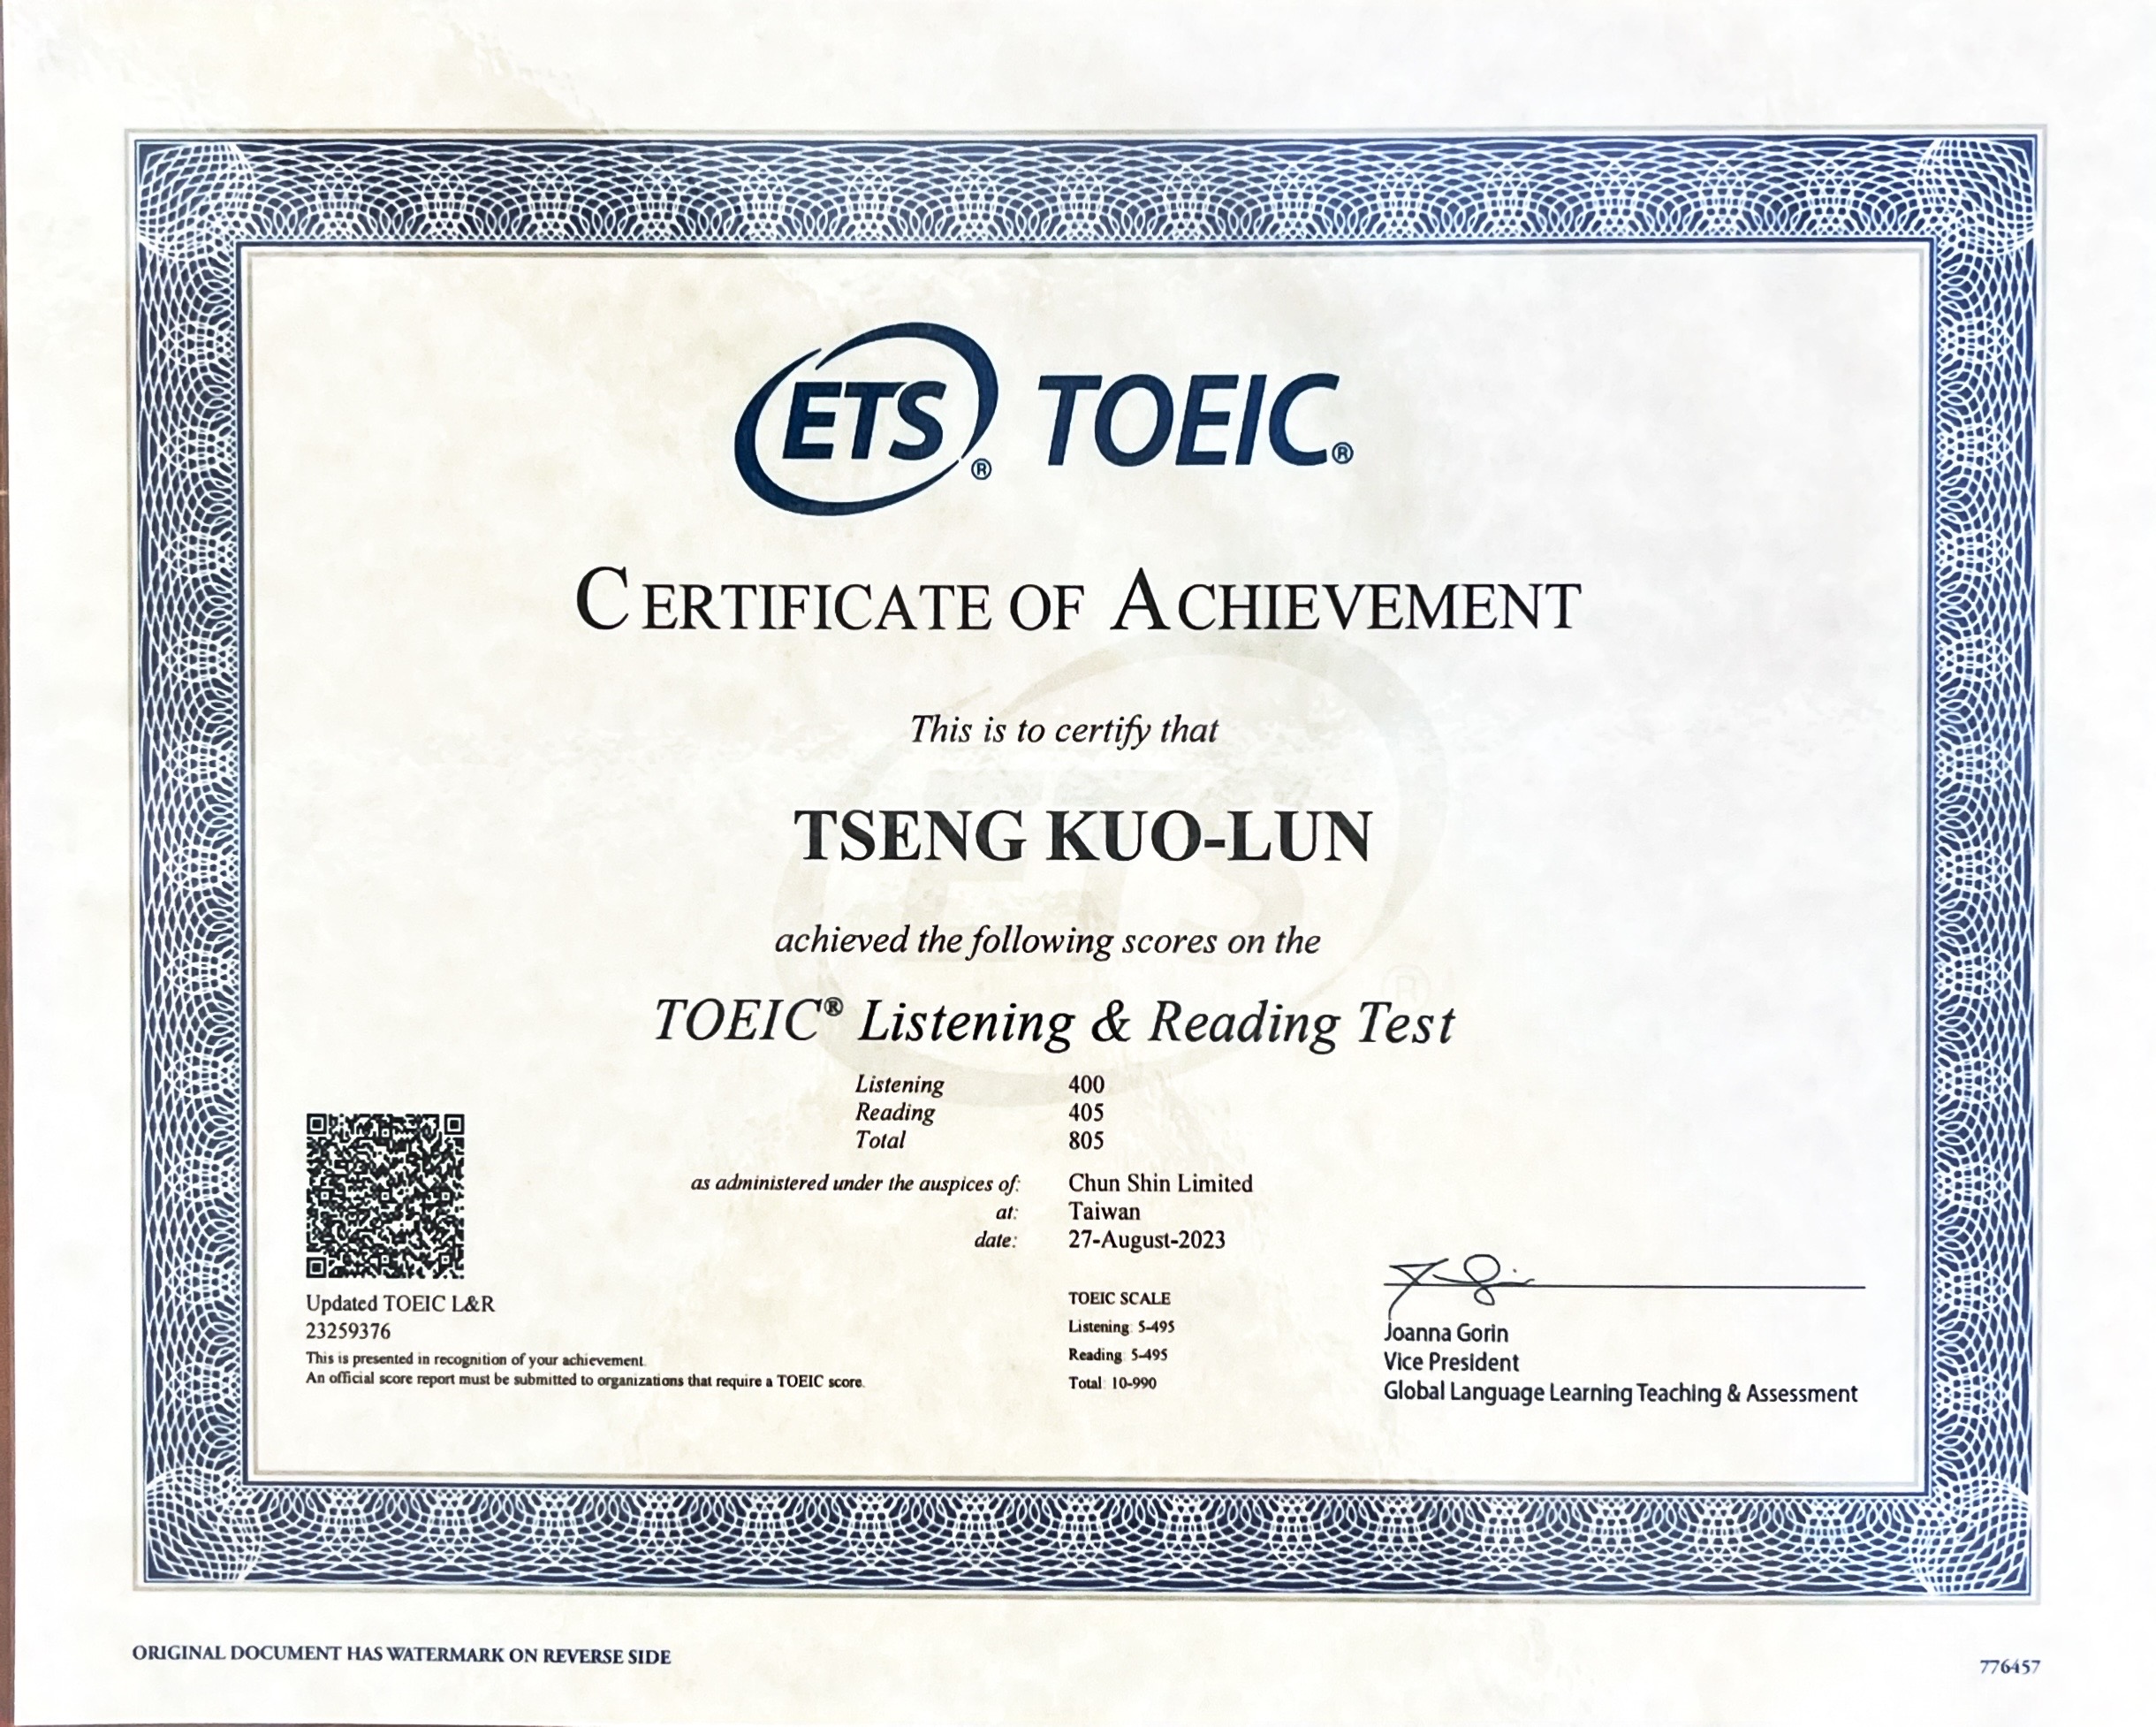 ETS® TOEIC®
CERTIFICATE OF ACHIEVEMENT
This is to certify that
TSENG KUO-LUN
achieved the following scores on the
TOEIC® Listening & Reading Test
Listening 400
Reading 405
Total 805
as administered under the auspices of: Chun Shin Limited
at: Taiwan
date: 27-August-2023
Updated TOEIC L&R
23259376
This is presented in recognition of your achievement.
An official score report must be submitted to organizations that require a TOEIC score.
TOEIC SCALE
Listening: 5-495
Reading: 5-495
Total: 10-990
Joanna Gorin
Vice President
Global Language Learning Teaching & Assessment
ORIGINAL DOCUMENT HAS WATERMARK ON REVERSE SIDE
776457